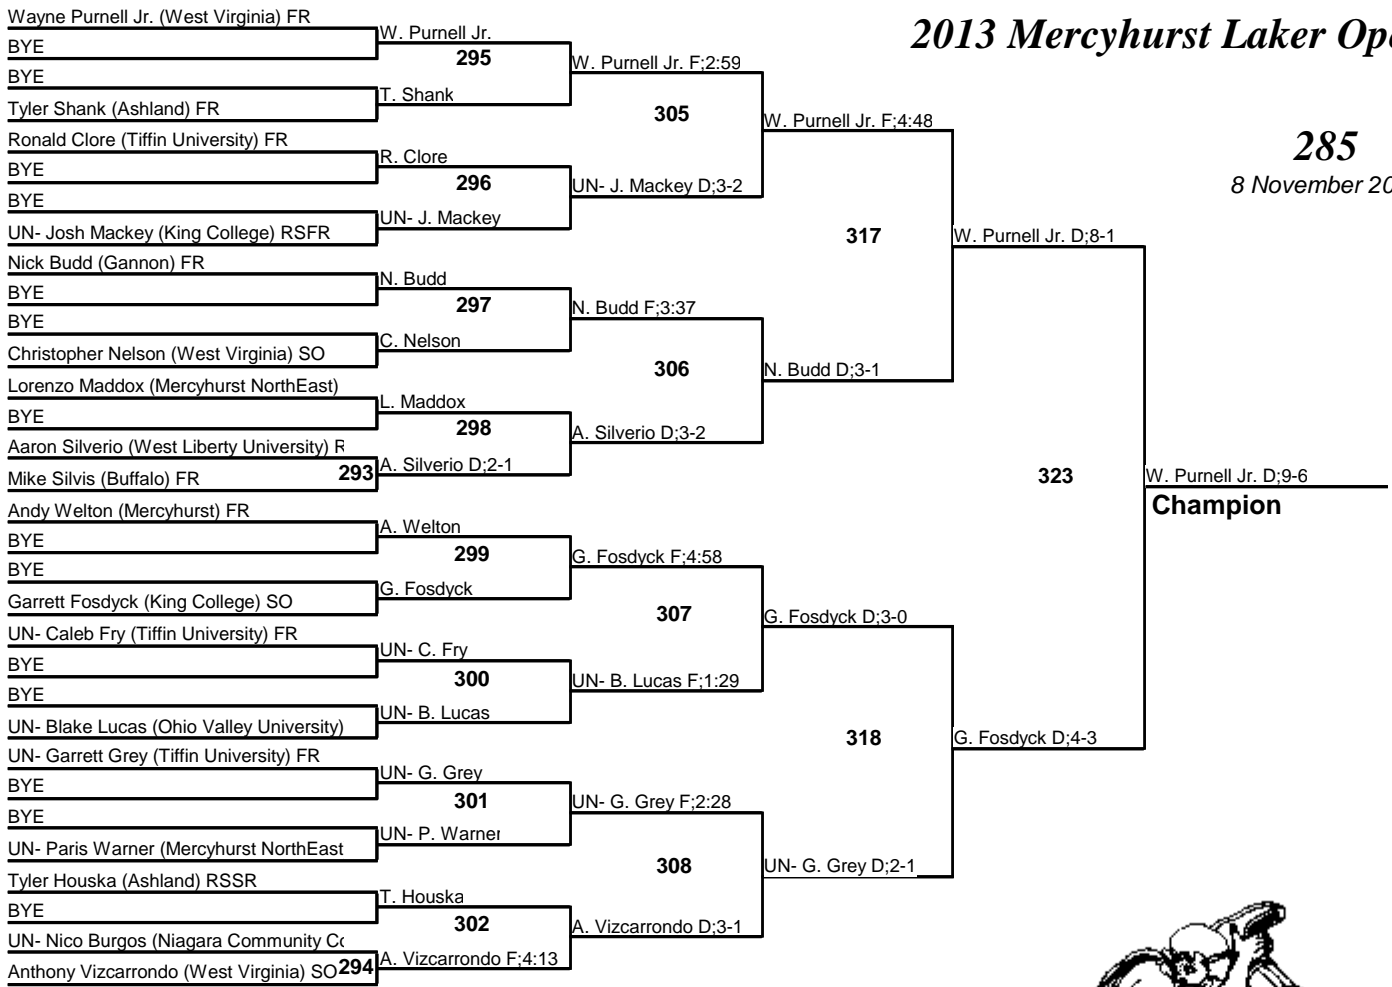 2013 Mercyhurst Laker Op
285
8 November 20
Wayne Purnell Jr. (West Virginia) FR
BYE
BYE
Tyler Shank (Ashland) FR
Ronald Clore (Tiffin University) FR
BYE
BYE
UN- Josh Mackey (King College) RSFR
Nick Budd (Gannon) FR
BYE
BYE
Christopher Nelson (West Virginia) SO
Lorenzo Maddox (Mercyhurst NorthEast)
BYE
Aaron Silverio (West Liberty University) R
Mike Silvis (Buffalo) FR
293
Andy Welton (Mercyhurst) FR
BYE
BYE
Garrett Fosdyck (King College) SO
UN- Caleb Fry (Tiffin University) FR
BYE
BYE
UN- Blake Lucas (Ohio Valley University)
UN- Garrett Grey (Tiffin University) FR
BYE
BYE
UN- Paris Warner (Mercyhurst NorthEast
Tyler Houska (Ashland) RSSR
BYE
UN- Nico Burgos (Niagara Community Co
Anthony Vizcarrondo (West Virginia) SO
294
W. Purnell Jr.
295
T. Shank
R. Clore
296
UN- J. Mackey
N. Budd
297
C. Nelson
L. Maddox
298
A. Silverio D;2-1
A. Welton
299
G. Fosdyck
UN- C. Fry
300
UN- B. Lucas
UN- G. Grey
301
UN- P. Warner
T. Houska
302
A. Vizcarrondo F;4:13
W. Purnell Jr. F;2:59
305
UN- J. Mackey D;3-2
N. Budd F;3:37
306
A. Silverio D;3-2
G. Fosdyck F;4:58
307
UN- B. Lucas F;1:29
UN- G. Grey F;2:28
308
A. Vizcarrondo D;3-1
W. Purnell Jr. F;4:48
317
N. Budd D;3-1
G. Fosdyck D;3-0
318
UN- G. Grey D;2-1
W. Purnell Jr. D;8-1
323
G. Fosdyck D;4-3
W. Purnell Jr. D;9-6
Champion